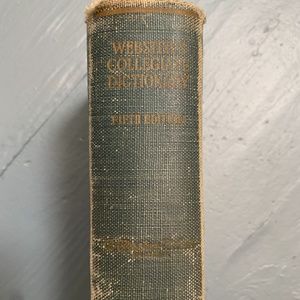 WEBSTER'S
COLLEGIATE
DICTIONARY
FIFTH EDITION